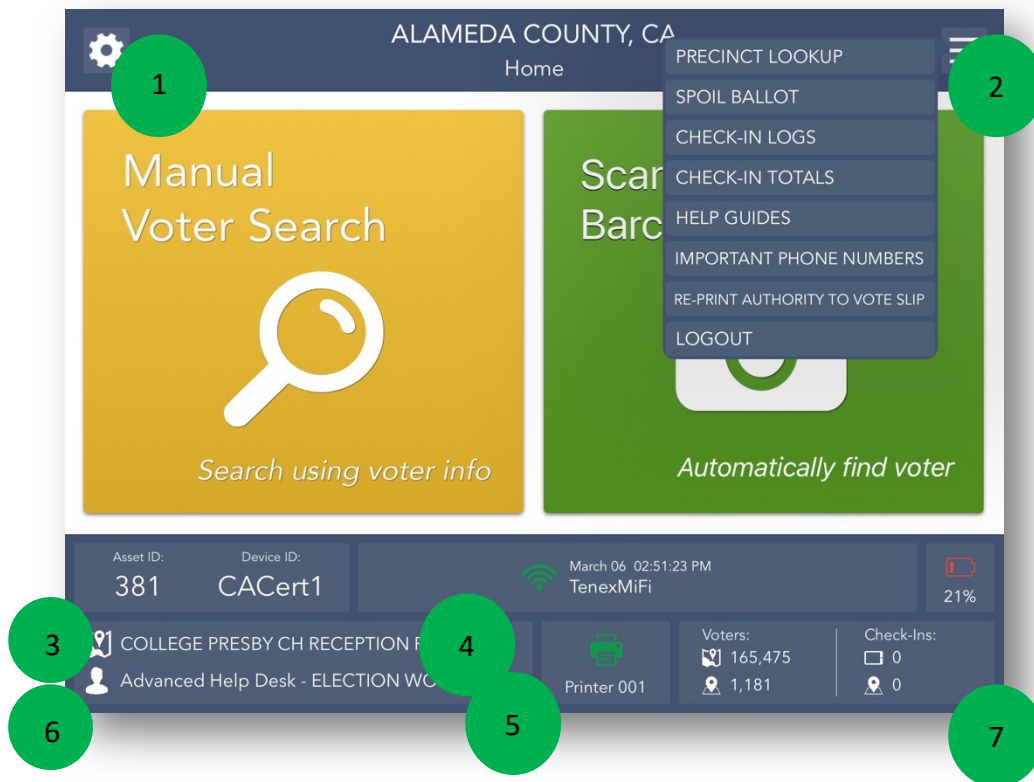 ALAMEDA COUNTY, CA
Home
1
2
PRECINCT LOOKUP
SPOIL BALLOT
CHECK-IN LOGS
CHECK-IN TOTALS
HELP GUIDES
IMPORTANT PHONE NUMBERS
RE-PRINT AUTHORITY TO VOTE SLIP
LOGOUT
Manual
Voter Search
Search using voter info
Automatically find voter
Asset ID:
381
Device ID:
CACert1
March 06 02:51:23 PM
TenexMiFi
21%
3
COLLEGE PRESBY CH RECEPTION
4
Advanced Help Desk - ELECTION
5
6
Printer 001
Voters:
165,475
1,181
Check-Ins:
0
0
7